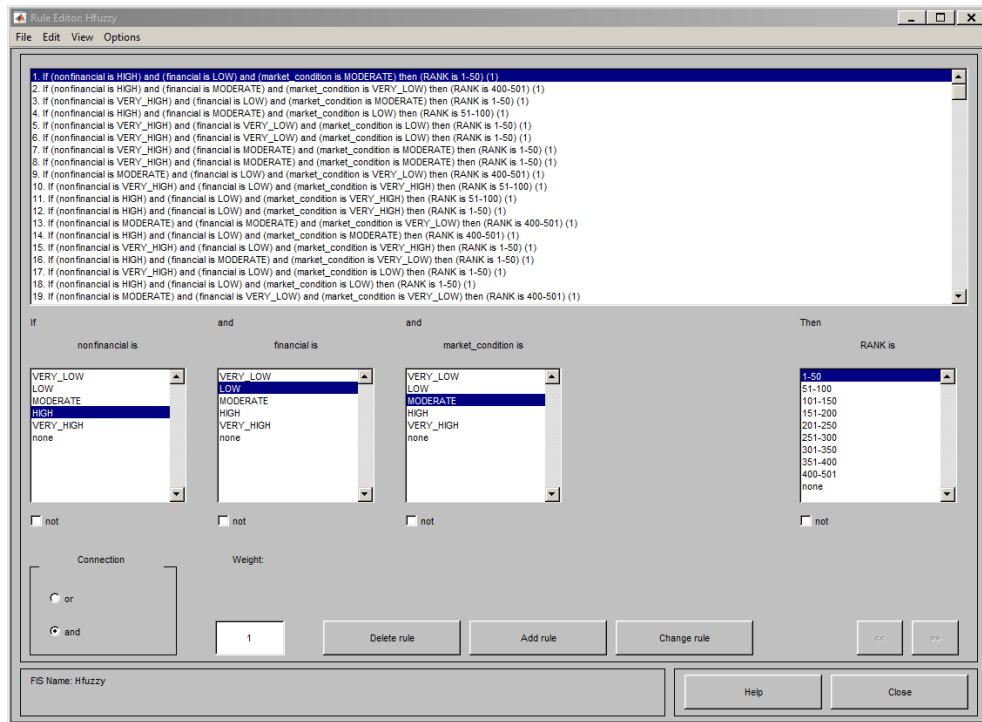 Rule Editor: Hfuzzy
File Edit View Options
1. If (nonfinancial is HIGH) and (financial is LOW) and (market_condition is MODERATE) then (RANK is 1-50) (1)
2. If (nonfinancial is HIGH) and (financial is MODERATE) and (market_condition is VERY_LOW) then (RANK is 400-501) (1)
3. If (nonfinancial is VERY_HIGH) and (financial is LOW) and (market_condition is MODERATE) then (RANK is 1-50) (1)
4. If (nonfinancial is HIGH) and (financial is MODERATE) and (market_condition is LOW) then (RANK is 51-100) (1)
5. If (nonfinancial is VERY_HIGH) and (financial is VERY_LOW) and (market_condition is LOW) then (RANK is 1-50) (1)
6. If (nonfinancial is VERY_HIGH) and (financial is VERY_LOW) and (market_condition is LOW) then (RANK is 1-50) (1)
7. If (nonfinancial is VERY_HIGH) and (financial is MODERATE) and (market_condition is MODERATE) then (RANK is 1-50) (1)
8. If (nonfinancial is VERY_HIGH) and (financial is MODERATE) and (market_condition is MODERATE) then (RANK is 1-50) (1)
9. If (nonfinancial is MODERATE) and (financial is LOW) and (market_condition is VERY_LOW) then (RANK is 400-501) (1)
10. If (nonfinancial is VERY_HIGH) and (financial is LOW) and (market_condition is VERY_HIGH) then (RANK is 51-100) (1)
11. If (nonfinancial is HIGH) and (financial is LOW) and (market_condition is VERY_HIGH) then (RANK is 51-100) (1)
12. If (nonfinancial is HIGH) and (financial is LOW) and (market_condition is VERY_HIGH) then (RANK is 1-50) (1)
13. If (nonfinancial is MODERATE) and (financial is MODERATE) and (market_condition is VERY_LOW) then (RANK is 400-501) (1)
14. If (nonfinancial is HIGH) and (financial is LOW) and (market_condition is MODERATE) then (RANK is 400-501) (1)
15. If (nonfinancial is VERY_HIGH) and (financial is LOW) and (market_condition is VERY_HIGH) then (RANK is 1-50) (1)
16. If (nonfinancial is HIGH) and (financial is MODERATE) and (market_condition is VERY_LOW) then (RANK is 1-50) (1)
17. If (nonfinancial is VERY_HIGH) and (financial is LOW) and (market_condition is LOW) then (RANK is 1-50) (1)
18. If (nonfinancial is HIGH) and (financial is LOW) and (market_condition is LOW) then (RANK is 1-50) (1)
19. If (nonfinancial is MODERATE) and (financial is VERY_LOW) and (market_condition is VERY_LOW) then (RANK is 400-501) (1)
If and and Then
nonfinancial is financial is market_condition is RANK is
VERY_LOW
LOW
MODERATE
HIGH
VERY_HIGH
none
VERY_LOW
LOW
MODERATE
HIGH
VERY_HIGH
none
VERY_LOW
LOW
MODERATE
HIGH
VERY_HIGH
none
1-50
51-100
101-150
151-200
201-250
251-300
301-350
351-400
400-501
none
not not not not
Connection Weight:
or
and 1 Delete rule Add rule Change rule << >>
FIS Name: Hfuzzy Help Close